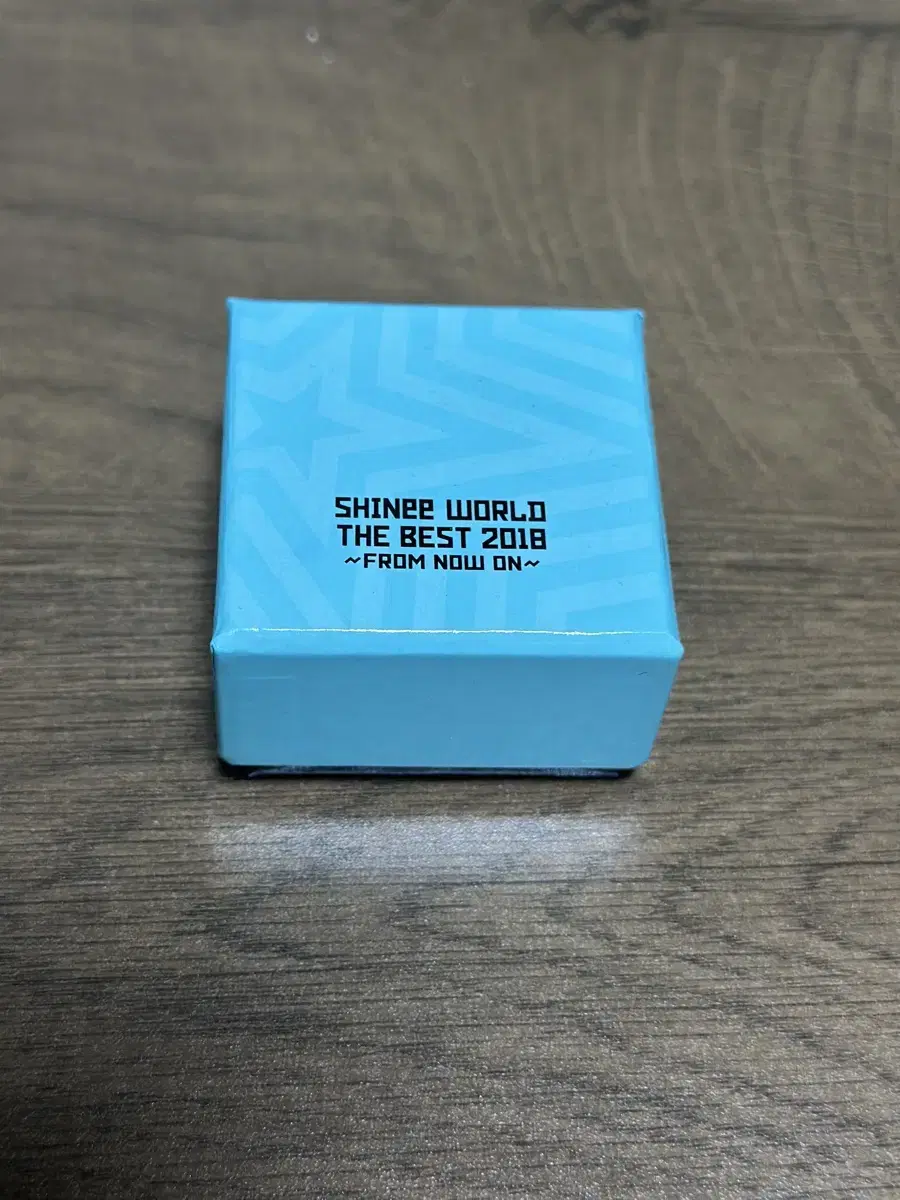 SHINee WORLD
THE BEST 2018
~FROM NOW ON~